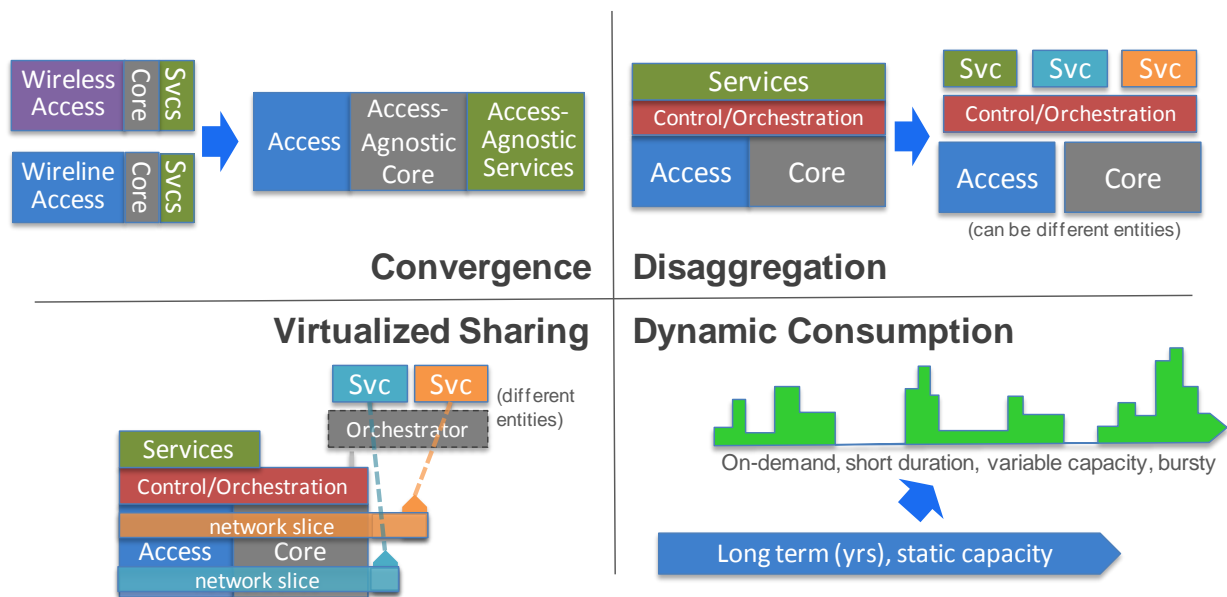 Wireless
Access
Core
Svcs
Wireline
Access
Core
Svcs
Access
Access-
Agnostic
Core
Access-
Agnostic
Services
Convergence
Services
Control/Orchestration
Access
Core
Svc
Svc
Svc
Control/Orchestration
Access
Core
(can be different entities)
Disaggregation
Virtualized Sharing
Svc
Svc
(different
entities)
Orchestrator
Services
Control/Orchestration
network slice
Access
Core
network slice
Dynamic Consumption
On-demand, short duration, variable capacity, bursty
Long term (yrs), static capacity